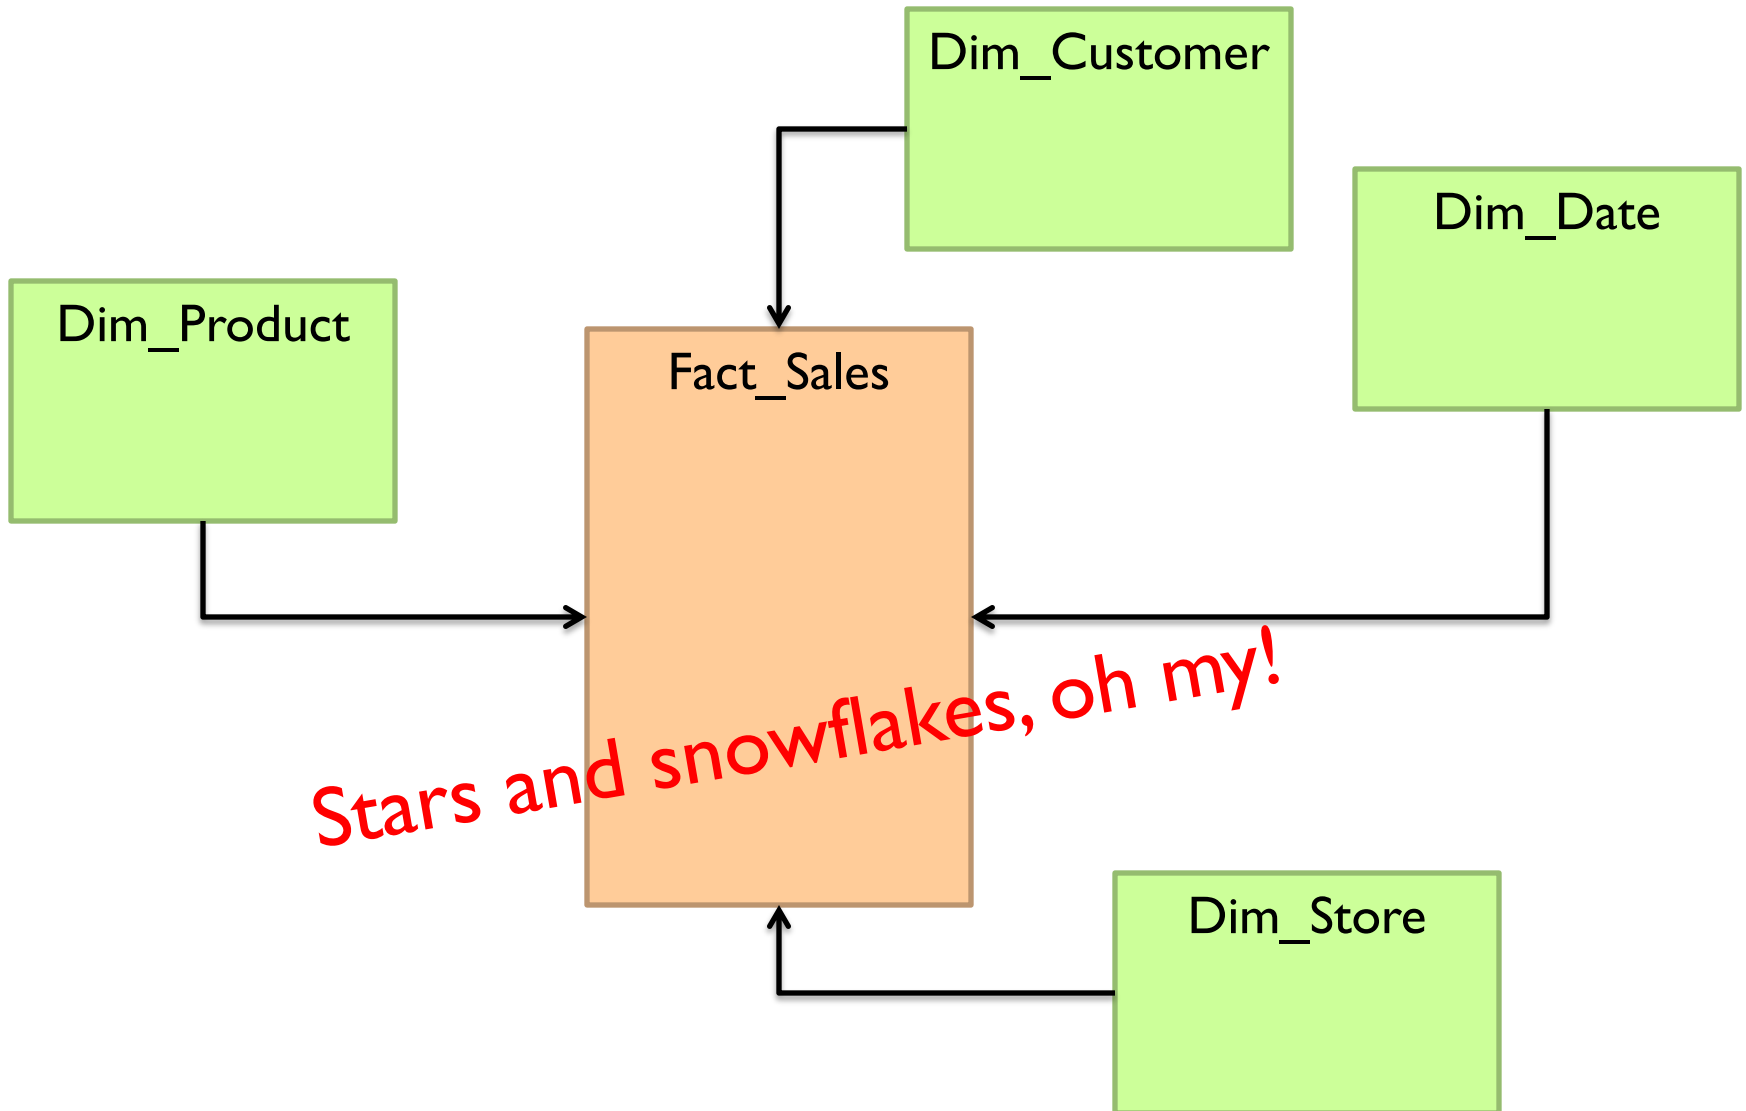 Dim_Customer
Dim_Date
Dim_Product
Fact_Sales
Stars and snowflakes, oh my!
Dim_Store